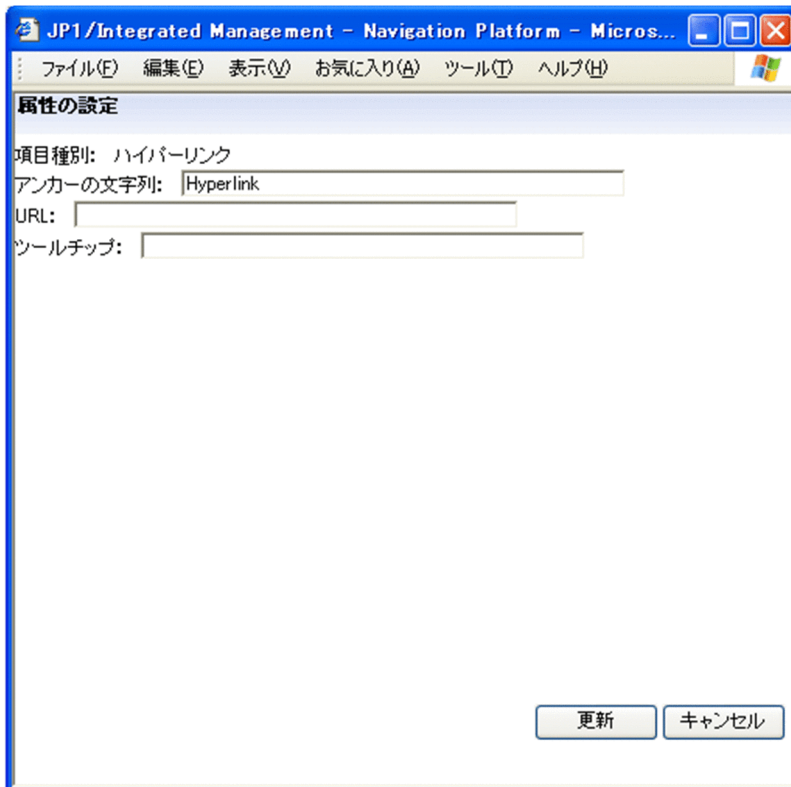 JP1/Integrated Management - Navigation Platform - Micros...
ファイル(F) 編集(E) 表示(V) お気に入り(A) ツール(T) ヘルプ(H)
属性の設定
項目種別: ハイパーリンク
アンカーの文字列: Hyperlink
URL:
ツールチップ:
更新 キャンセル